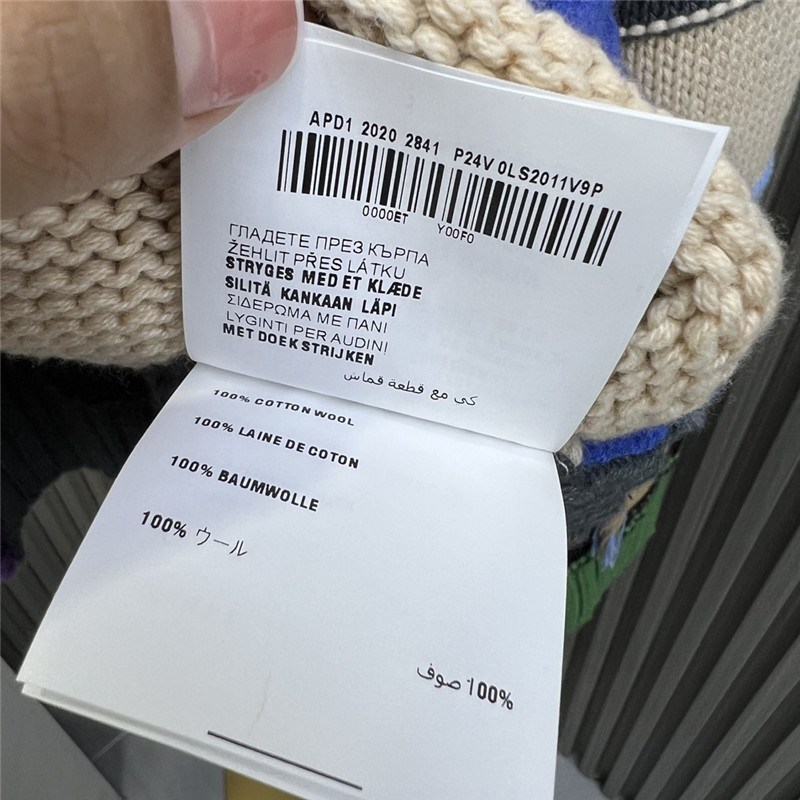 APD1 2020 2841 P24V 0LS2011V9P
0000ET Y00F0
ГЛАДЕТЕ ПРЕЗ КЪРПА
ŽEHLIT PŘES LÁTKU
STRYGES MED ET KLÆDE
SILITÄ KANKAAN LÄPI
ΣΙΔΕΡΩΜΑ ΜΕ ΠΑΝΙ
LYGINTI PER AUDINĮ
MET DOEK STRIJKEN
كي مع قطعة قماش
100% COTTON WOOL
100% LAINE DE COTON
100% BAUMWOLLE
100% ウール
100% صوف